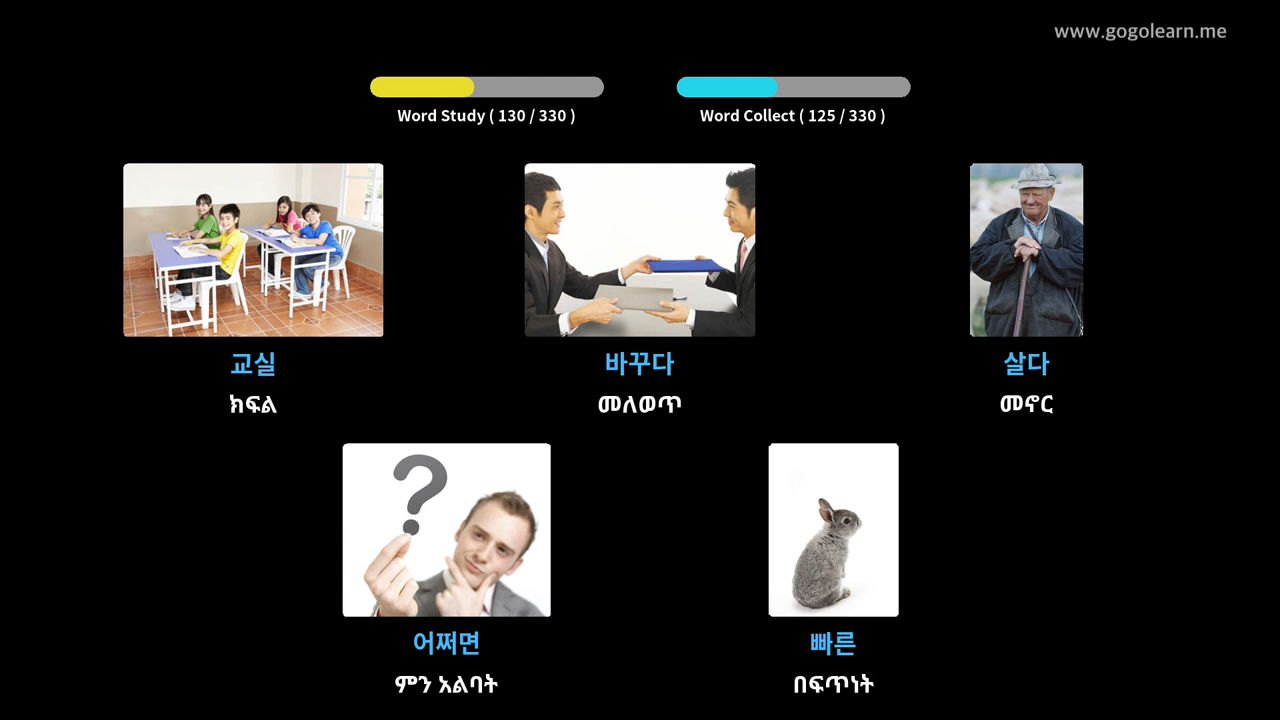 www.gogolearn.me
Word Study ( 130 / 330 )
Word Collect ( 125 / 330 )
교실
ክፍል
바꾸다
መለወጥ
살다
መኖር
?
어쩌면
ምን አልባት
빠른
በፍጥነት